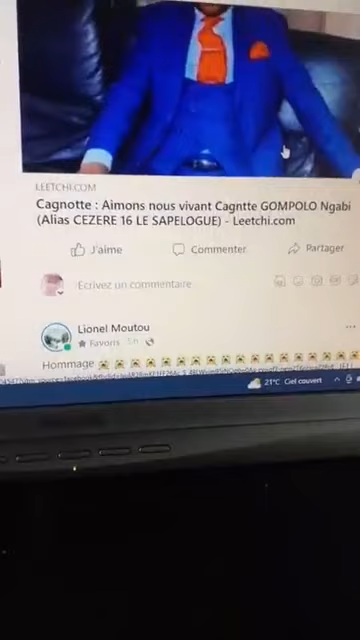 LEETCHI.COM
Cagnotte : Aimons nous vivant Cagntte GOMPOLO Ngabi
(Alias CEZERE 16 LE SAPELOGUE) - Leetchi.com
J'aime Commenter Partager
Écrivez un commentaire
Lionel Moutou
Favoris · 5 h
Hommage
21°C Ciel couvert